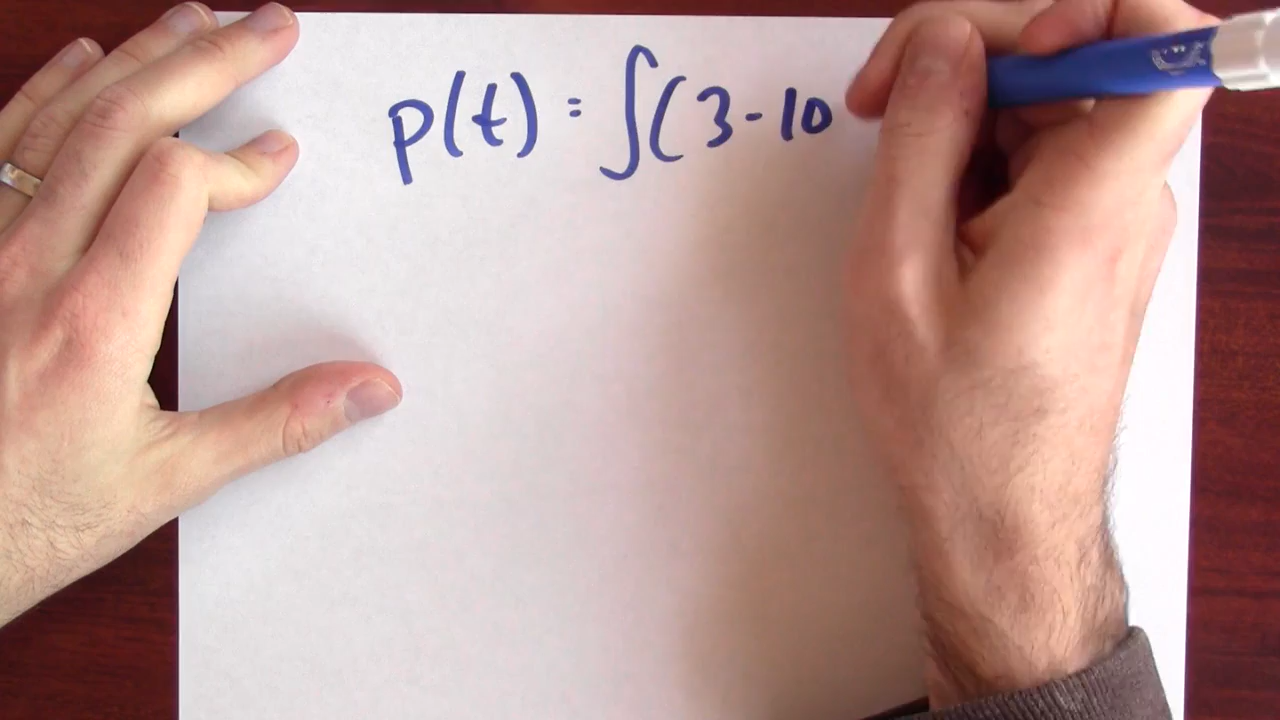 p(t) = ∫(3-10